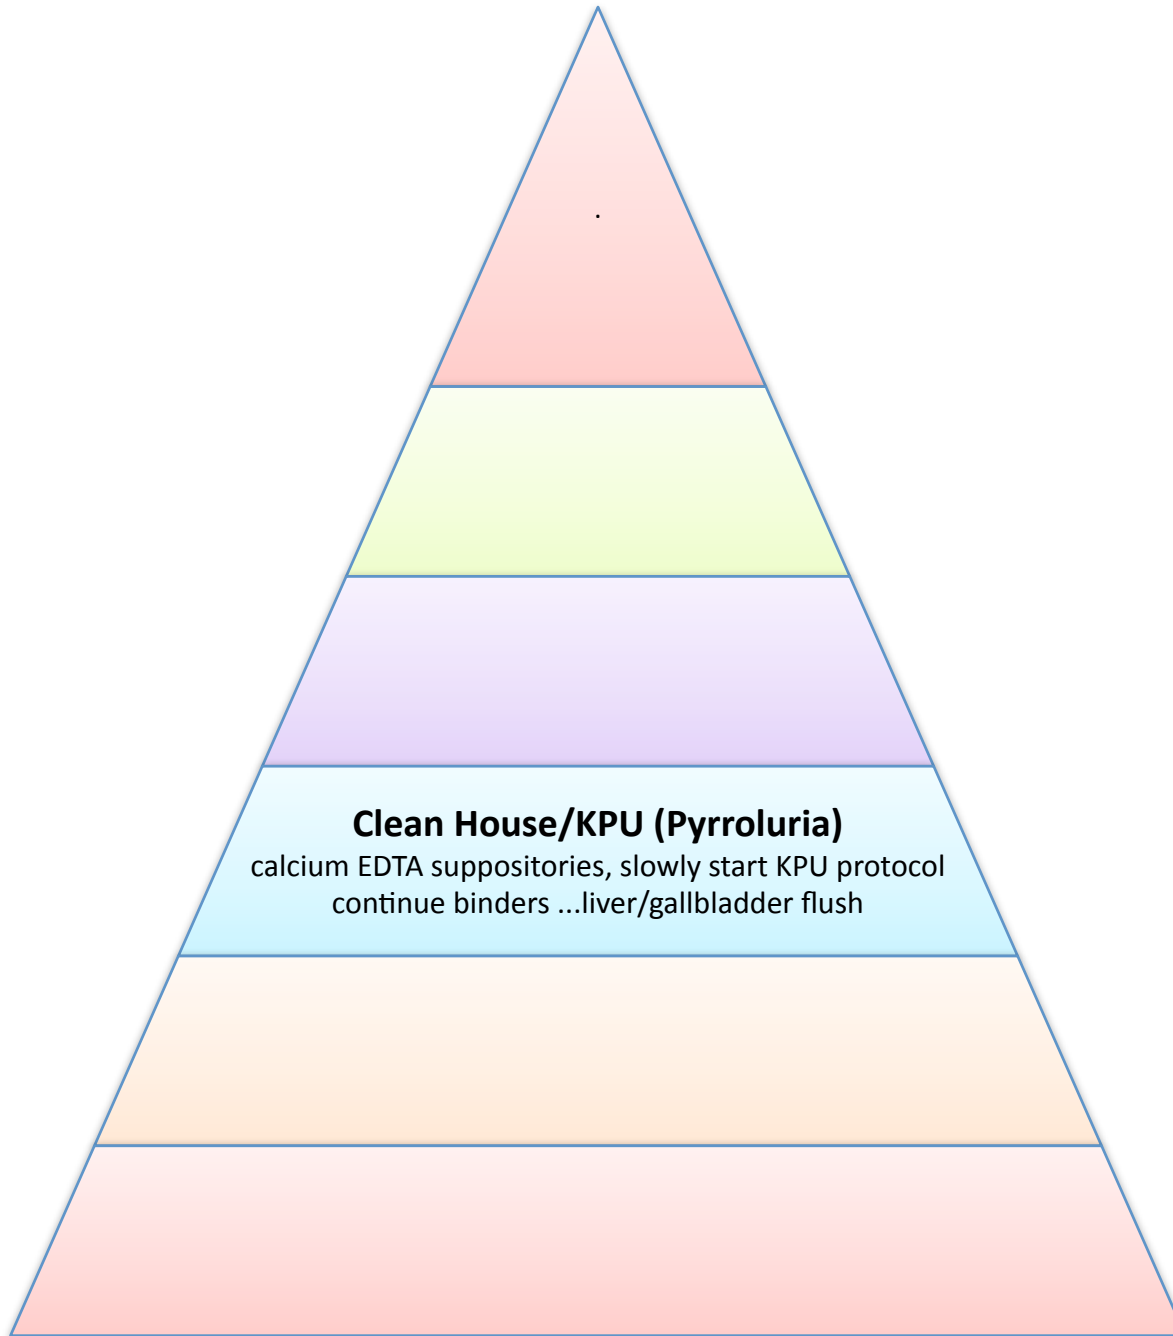 .
Clean House/KPU (Pyrroluria)
calcium EDTA suppositories, slowly start KPU protocol
continue binders ...liver/gallbladder flush